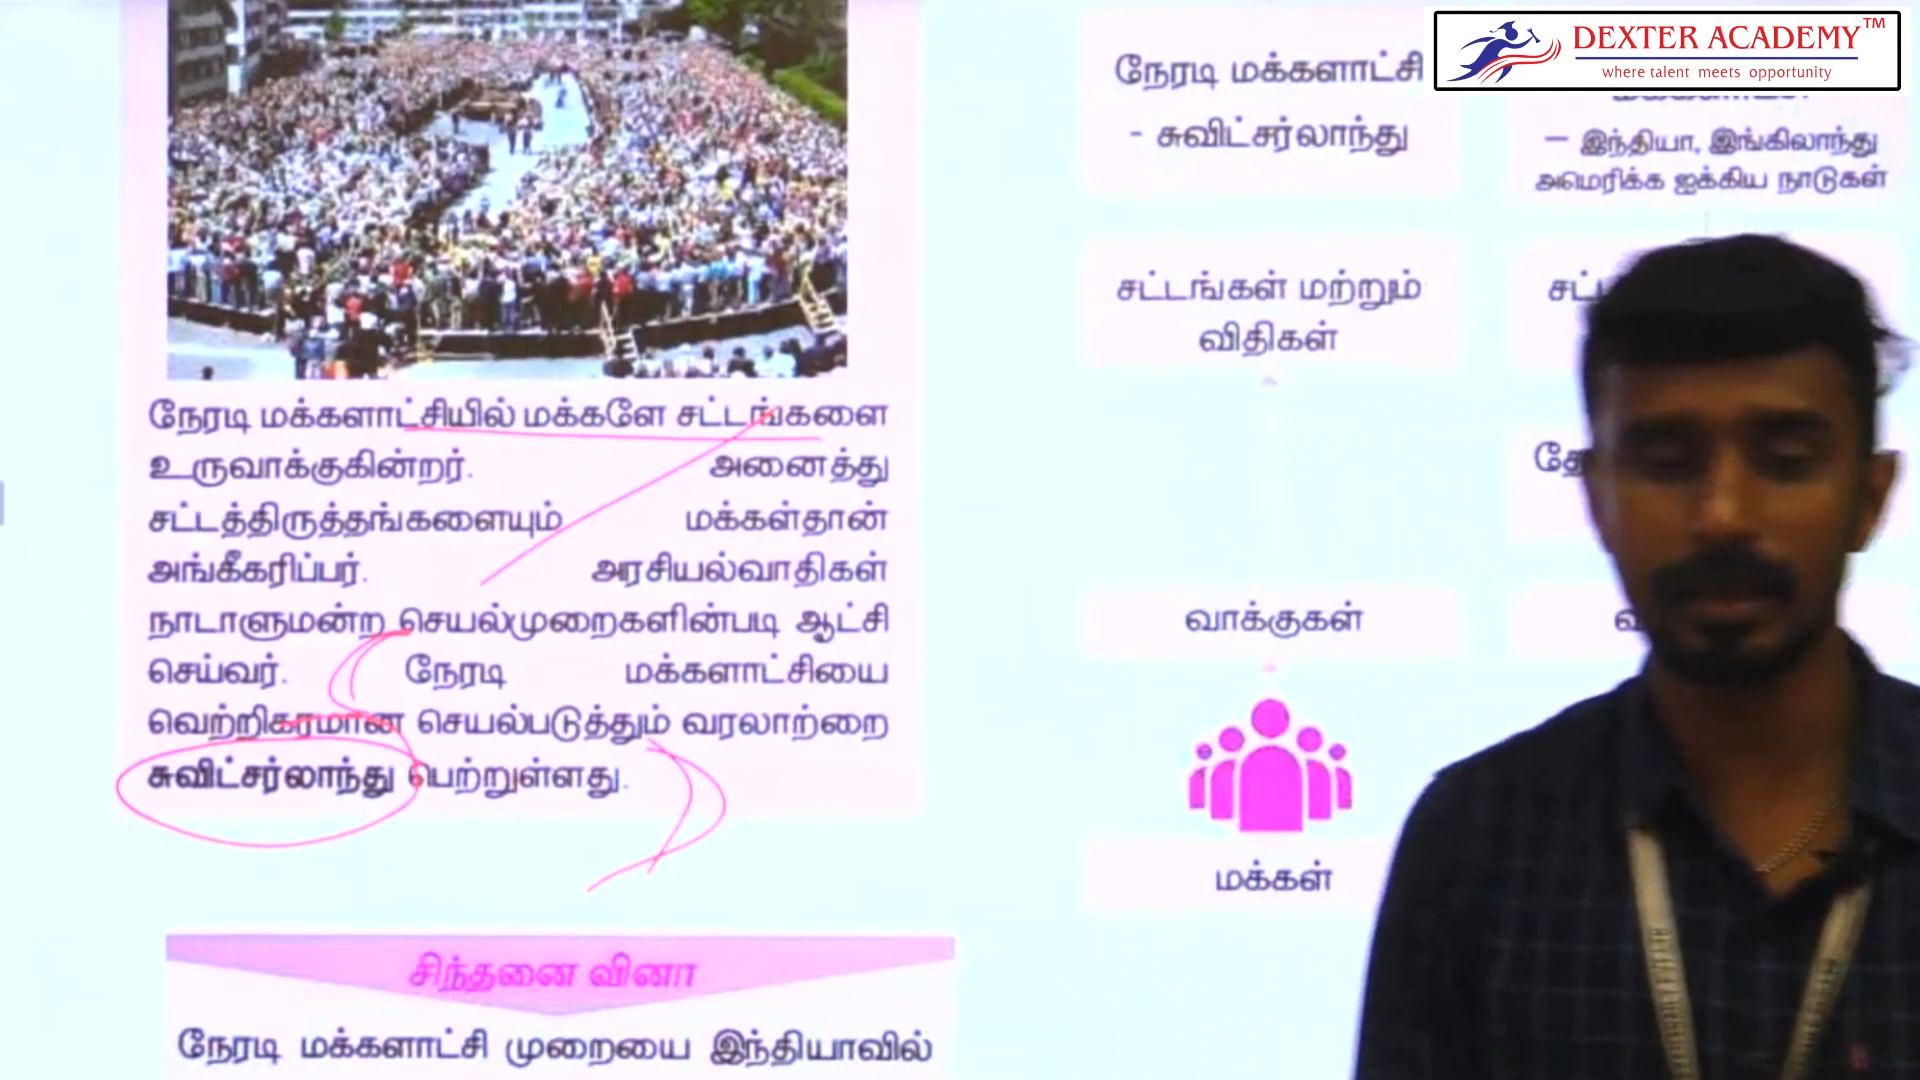 நேரடி மக்களாட்சியில் மக்களே சட்டங்களை
உருவாக்குகின்றர். அனைத்து
சட்டத்திருத்தங்களையும் மக்கள்தான்
அங்கீகரிப்பர். அரசியல்வாதிகள்
நாடாளுமன்ற செயல்முறைகளின்படி ஆட்சி
செய்வர். நேரடி மக்களாட்சியை
வெற்றிகரமான செயல்படுத்தும் வரலாற்றை
சுவிட்சர்லாந்து பெற்றுள்ளது.
சிந்தனை வினா
நேரடி மக்களாட்சி முறையை இந்தியாவில்
நேரடி மக்களாட்சி
- சுவிட்சர்லாந்து
சட்டங்கள் மற்றும்
விதிகள்
வாக்குகள்
மக்கள்
DEXTER ACADEMY™
where talent meets opportunity
– இந்தியா, இங்கிலாந்து
அமெரிக்க ஐக்கிய நாடுகள்